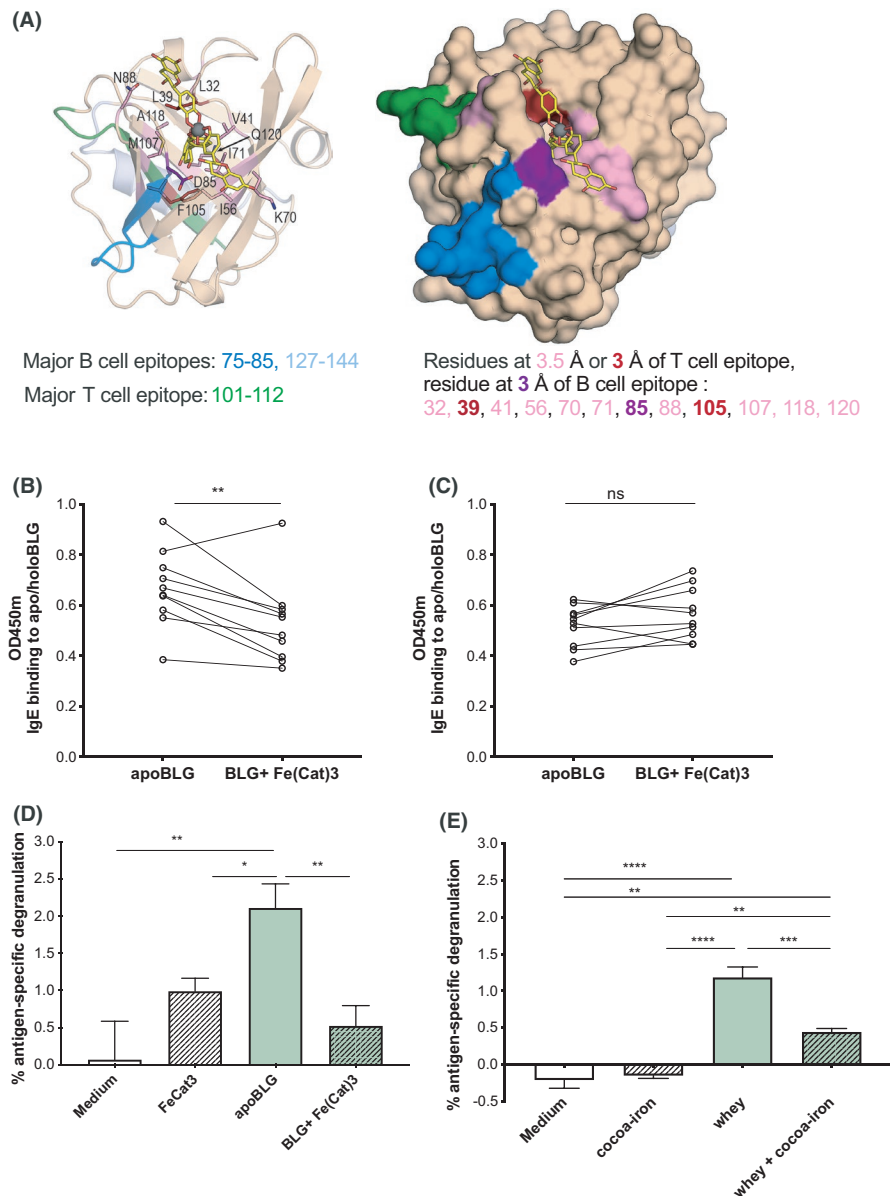 (A)
N88
L39
L32
A118
V41
M107
Q120
I71
D85
F105
I56
K70
Major B cell epitopes: 75-85, 127-144
Major T cell epitope: 101-112
Residues at 3.5 Å or 3 Å of T cell epitope,
residue at 3 Å of B cell epitope :
32, 39, 41, 56, 70, 71, 85, 88, 105, 107, 118, 120
(B)
**
OD450m
IgE binding to apo/holoBLG
1.0
0.8
0.6
0.4
0.2
0.0
apoBLG
BLG+ Fe(Cat)3
(C)
ns
OD450m
IgE binding to apo/holoBLG
1.0
0.8
0.6
0.4
0.2
0.0
apoBLG
BLG+ Fe(Cat)3
(D)
% antigen-specific degranulation
3.0
2.5
2.0
1.5
1.0
0.5
0.0
**
*
**
Medium
FeCat3
apoBLG
BLG+ Fe(Cat)3
(E)
% antigen-specific degranulation
3.0
2.5
2.0
1.5
1.0
0.5
0.0
-0.5
****
**
**
****
***
Medium
cocoa-iron
whey
whey + cocoa-iron